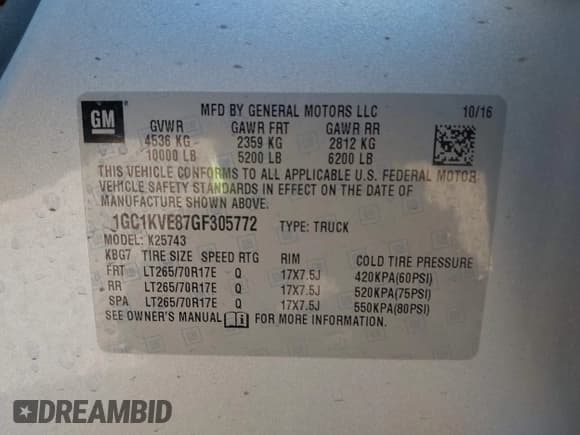 GM
MFD BY GENERAL MOTORS LLC 10/16
GVWR GAWR FRT GAWR RR
4536 KG 2359 KG 2812 KG
10000 LB 5200 LB 6200 LB
THIS VEHICLE CONFORMS TO ALL APPLICABLE U.S. FEDERAL MOTOR
VEHICLE SAFETY STANDARDS IN EFFECT ON THE DATE OF
MANUFACTURE SHOWN ABOVE.
1GC1KVE87GF305772 TYPE: TRUCK
MODEL: K25743
KBG7 TIRE SIZE SPEED RTG RIM COLD TIRE PRESSURE
FRT LT265/70R17E Q 17X7.5J 420KPA(60PSI)
RR LT265/70R17E Q 17X7.5J 520KPA(75PSI)
SPA LT265/70R17E Q 17X7.5J 550KPA(80PSI)
SEE OWNER'S MANUAL FOR MORE INFORMATION.
DREAMBID